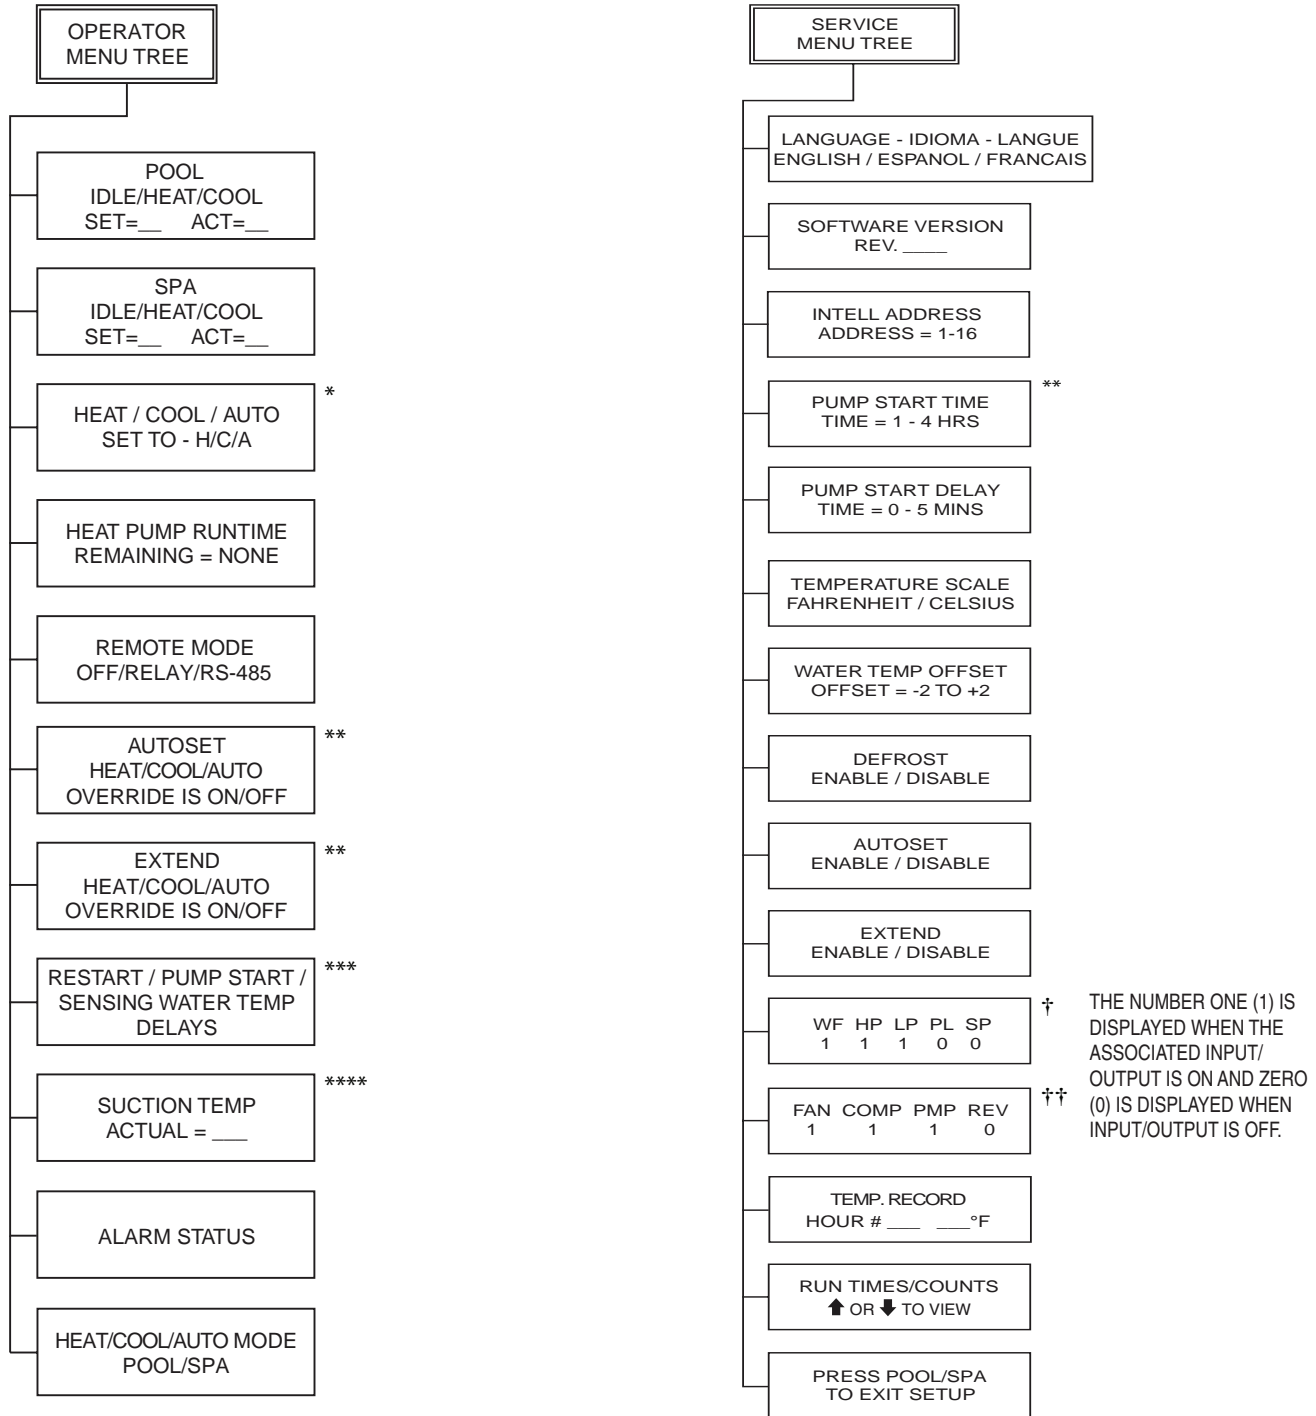 OPERATOR
MENU TREE
POOL
IDLE/HEAT/COOL
SET=__ ACT=__
SPA
IDLE/HEAT/COOL
SET=__ ACT=__
*
HEAT / COOL / AUTO
SET TO - H/C/A
HEAT PUMP RUNTIME
REMAINING = NONE
REMOTE MODE
OFF/RELAY/RS-485
**
AUTOSET
HEAT/COOL/AUTO
OVERRIDE IS ON/OFF
**
EXTEND
HEAT/COOL/AUTO
OVERRIDE IS ON/OFF
***
RESTART / PUMP START /
SENSING WATER TEMP
DELAYS
****
SUCTION TEMP
ACTUAL = ___
ALARM STATUS
HEAT/COOL/AUTO MODE
POOL/SPA
SERVICE
MENU TREE
LANGUAGE - IDIOMA - LANGUE
ENGLISH / ESPANOL / FRANCAIS
SOFTWARE VERSION
REV. ____
INTELL ADDRESS
ADDRESS = 1-16
**
PUMP START TIME
TIME = 1 - 4 HRS
PUMP START DELAY
TIME = 0 - 5 MINS
TEMPERATURE SCALE
FAHRENHEIT / CELSIUS
WATER TEMP OFFSET
OFFSET = -2 TO +2
DEFROST
ENABLE / DISABLE
AUTOSET
ENABLE / DISABLE
EXTEND
ENABLE / DISABLE
†
WF HP LP PL SP
1 1 1 0 0
††
FAN COMP PMP REV
1 1 1 0
THE NUMBER ONE (1) IS
DISPLAYED WHEN THE
ASSOCIATED INPUT/
OUTPUT IS ON AND ZERO
(0) IS DISPLAYED WHEN
INPUT/OUTPUT IS OFF.
TEMP. RECORD
HOUR # ___ ___°F
RUN TIMES/COUNTS
⬆ OR ⬇ TO VIEW
PRESS POOL/SPA
TO EXIT SETUP